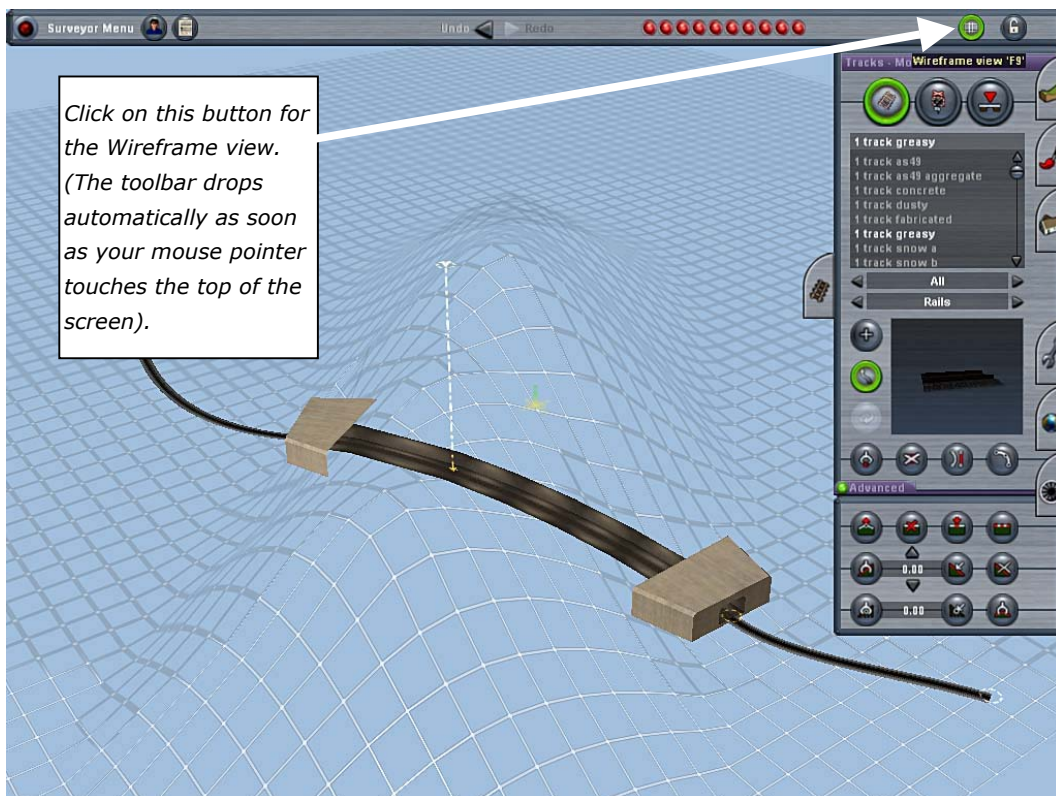 Surveyor Menu
Undo
Redo
Wireframe view 'F9'
Tracks - Mo
Click on this button for
the Wireframe view.
(The toolbar drops
automatically as soon
as your mouse pointer
touches the top of the
screen).
1 track greasy
1 track as49
1 track as49 aggregate
1 track concrete
1 track dusty
1 track fabricated
1 track greasy
1 track snow a
1 track snow b
All
Rails
Advanced
0.00
0.00